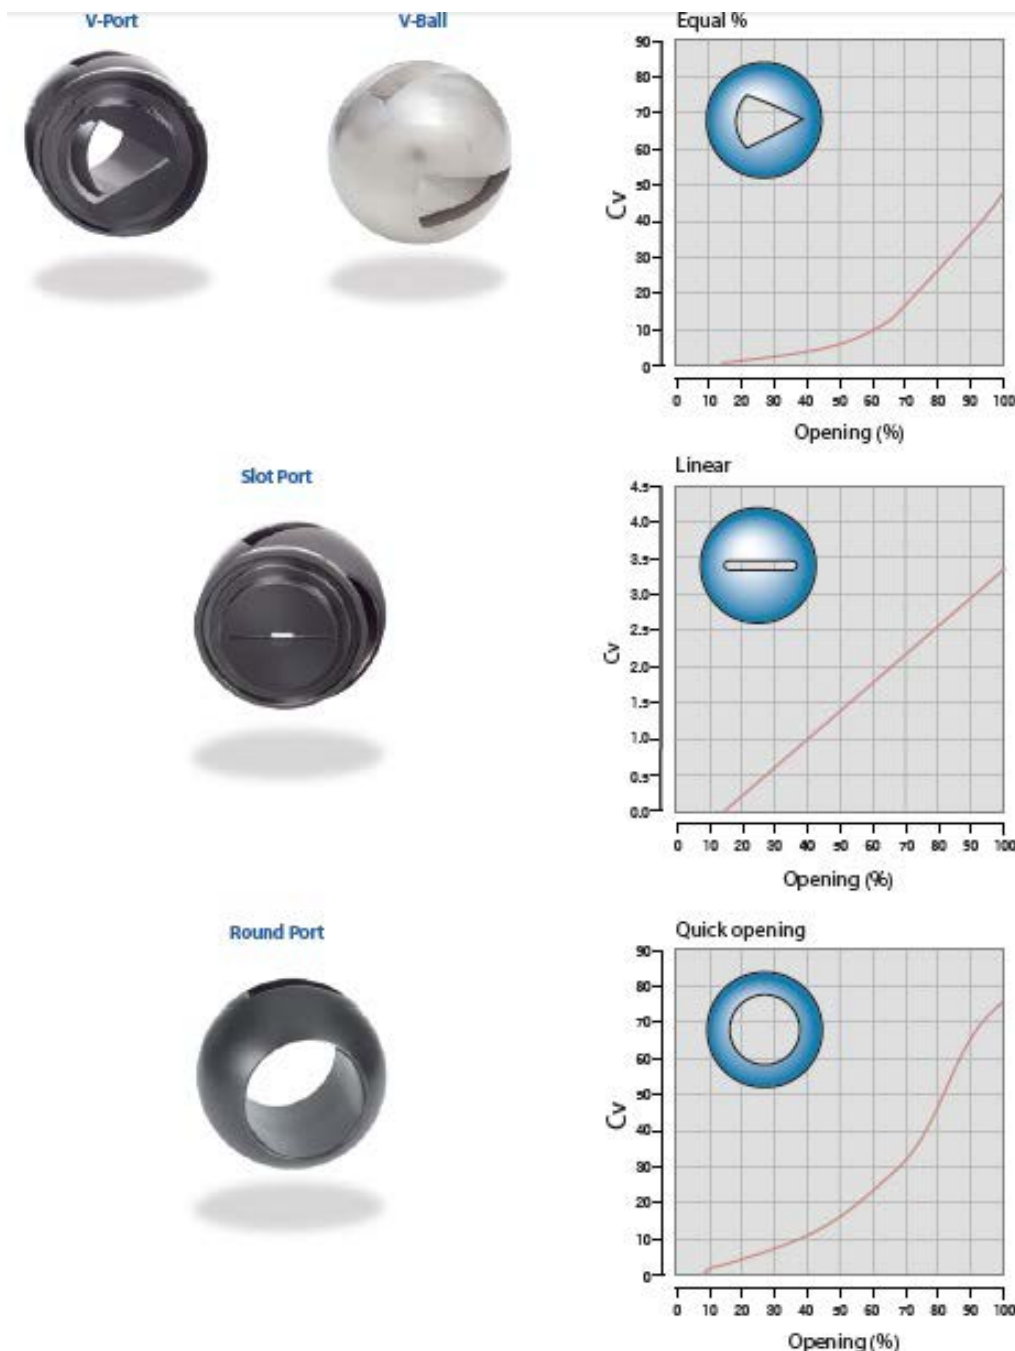 V-Port
V-Ball
Equal %
90
80
70
60
50
40
30
20
10
0
Cv
0 10 20 30 40 50 60 70 80 90 100
Opening (%)
Slot Port
Linear
4.5
4.0
3.5
3.0
2.5
2.0
1.5
1.0
0.5
0.0
Cv
0 10 20 30 40 50 60 70 80 90 100
Opening (%)
Round Port
Quick opening
90
80
70
60
50
40
30
20
10
0
Cv
0 10 20 30 40 50 60 70 80 90 100
Opening (%)